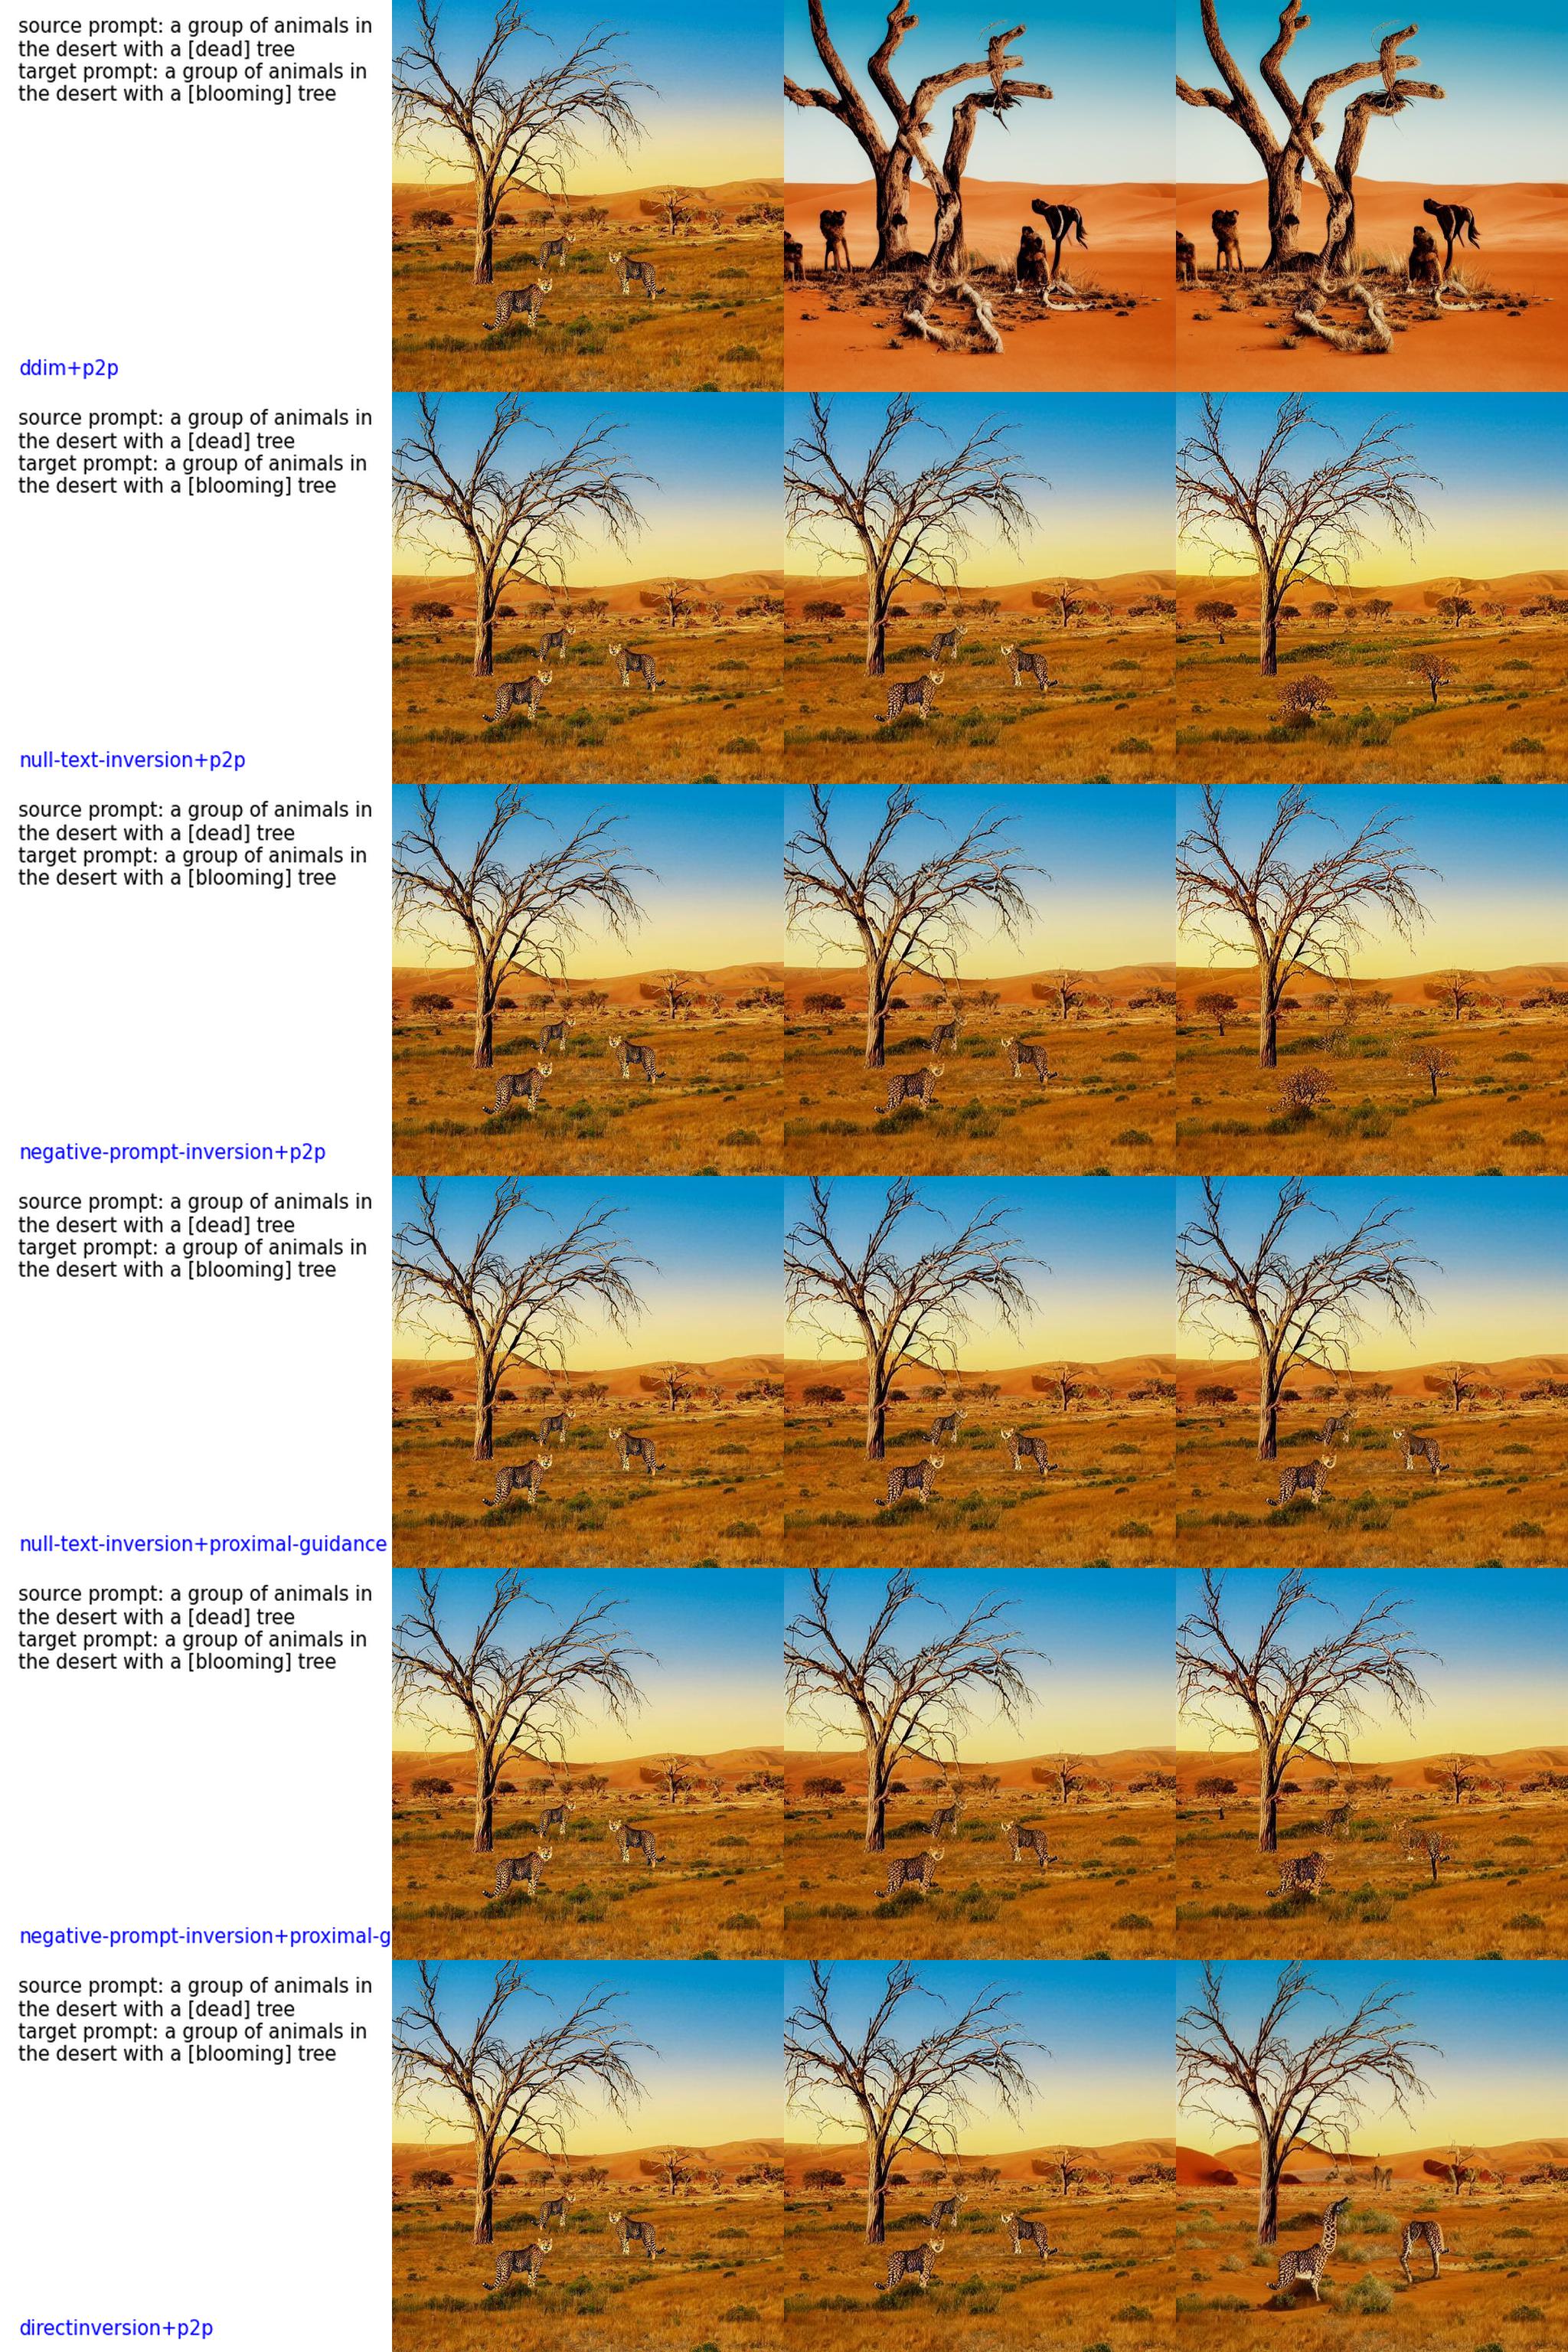 source prompt: a group of animals in
the desert with a [dead] tree
target prompt: a group of animals in
the desert with a [blooming] tree
ddim+p2p
source prompt: a group of animals in
the desert with a [dead] tree
target prompt: a group of animals in
the desert with a [blooming] tree
null-text-inversion+p2p
source prompt: a group of animals in
the desert with a [dead] tree
target prompt: a group of animals in
the desert with a [blooming] tree
negative-prompt-inversion+p2p
source prompt: a group of animals in
the desert with a [dead] tree
target prompt: a group of animals in
the desert with a [blooming] tree
null-text-inversion+proximal-guidance
source prompt: a group of animals in
the desert with a [dead] tree
target prompt: a group of animals in
the desert with a [blooming] tree
negative-prompt-inversion+proximal-g
source prompt: a group of animals in
the desert with a [dead] tree
target prompt: a group of animals in
the desert with a [blooming] tree
directinversion+p2p